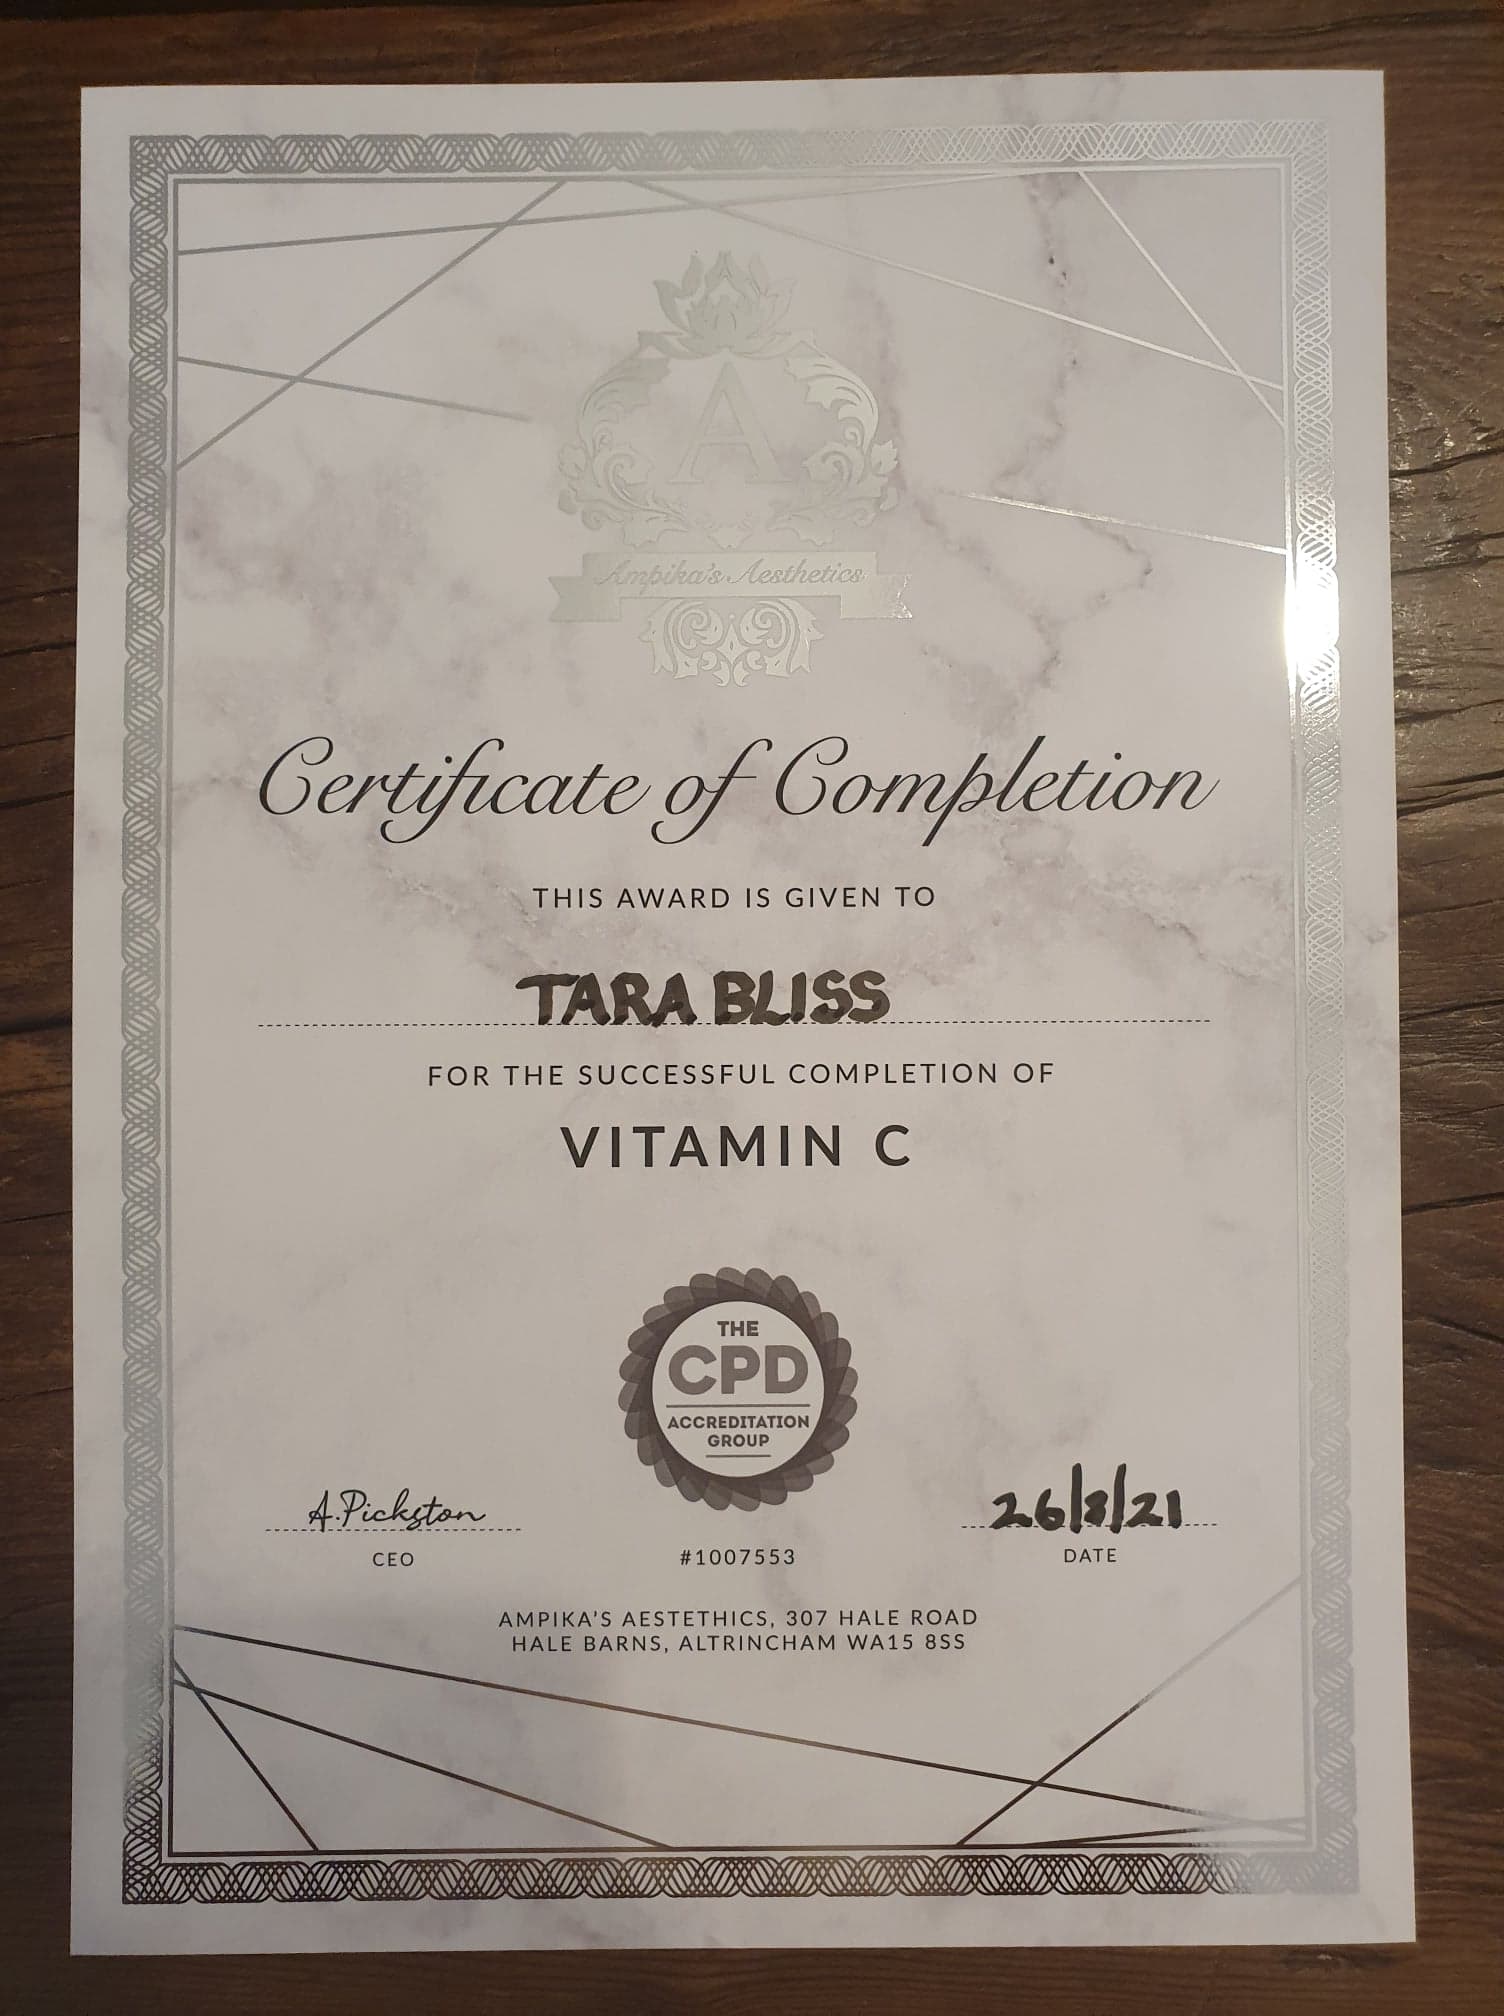 A
Ampika's Aesthetics
Certificate of Completion
THIS AWARD IS GIVEN TO
TARA BLISS
FOR THE SUCCESSFUL COMPLETION OF
VITAMIN C
THE
CPD
ACCREDITATION
GROUP
A.Pickston
26/8/21
CEO
#1007553
DATE
AMPIKA'S AESTETHICS, 307 HALE ROAD
HALE BARNS, ALTRINCHAM WA15 8SS